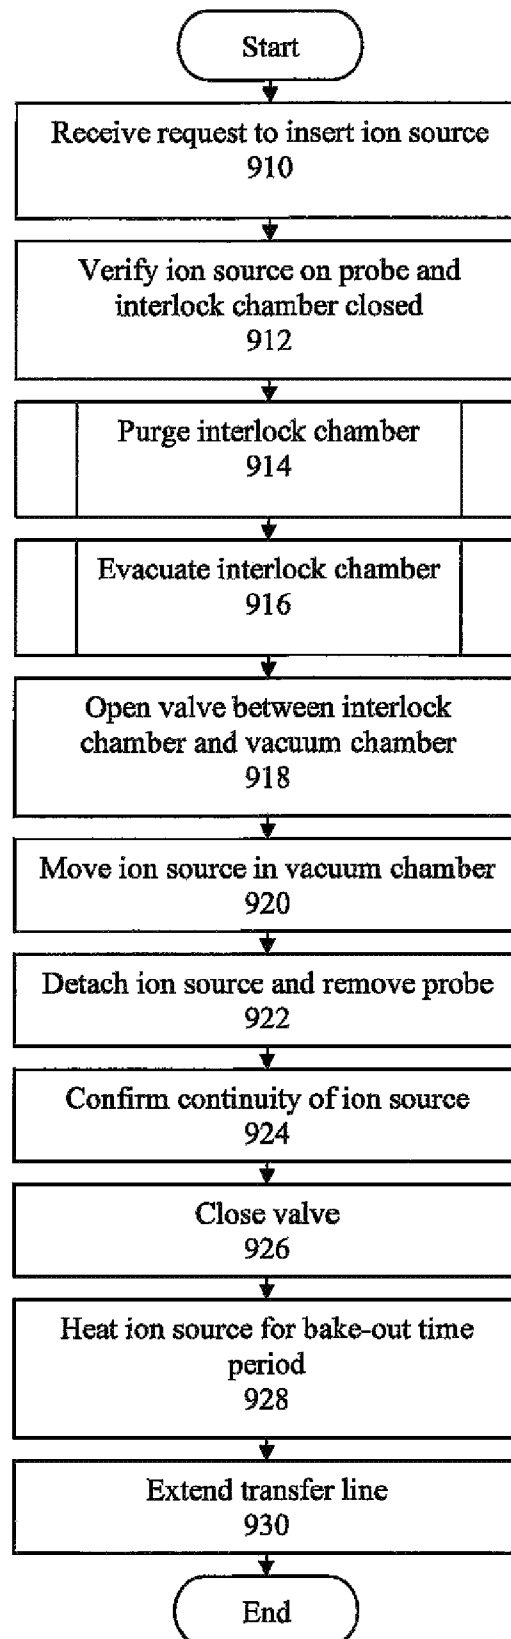 Start
Receive request to insert ion source
910
Verify ion source on probe and
interlock chamber closed
912
Purge interlock chamber
914
Evacuate interlock chamber
916
Open valve between interlock
chamber and vacuum chamber
918
Move ion source in vacuum chamber
920
Detach ion source and remove probe
922
Confirm continuity of ion source
924
Close valve
926
Heat ion source for bake-out time
period
928
Extend transfer line
930
End